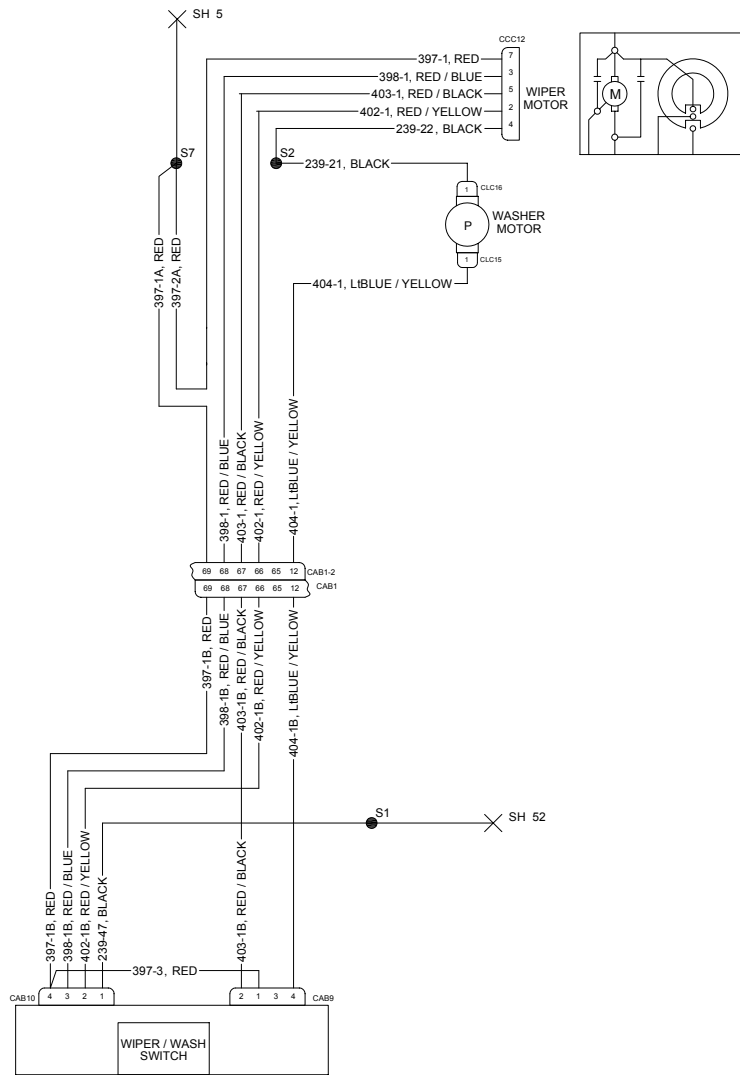 SH 5
CCC12
397-1, RED
7
398-1, RED / BLUE
3
403-1, RED / BLACK
5
402-1, RED / YELLOW
2
239-22, BLACK
4
WIPER
MOTOR
M
S7
S2
239-21, BLACK
1
CLC16
P
WASHER
MOTOR
1
CLC15
404-1, LtBLUE / YELLOW
397-1A, RED
397-2A, RED
398-1, RED / BLUE
403-1, RED / BLACK
402-1, RED / YELLOW
404-1, LtBLUE / YELLOW
69 68 67 66 65 12 CAB1-2
69 68 67 66 65 12 CAB1
397-1B, RED
398-1B, RED / BLUE
403-1B, RED / BLACK
402-1B, RED / YELLOW
404-1B, LtBLUE / YELLOW
S1
SH 52
397-1B, RED
398-1B, RED / BLUE
402-1B, RED / YELLOW
239-47, BLACK
403-1B, RED / BLACK
397-3, RED
CAB10 4 3 2 1
2 1 3 4 CAB9
WIPER / WASH
SWITCH